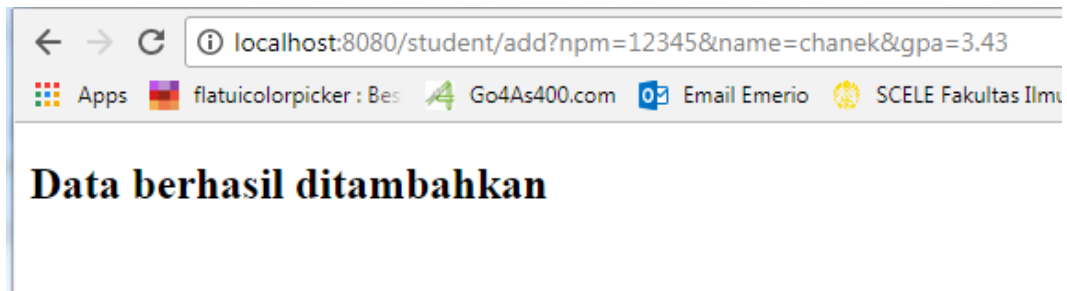 localhost:8080/student/add?npm=12345&name=chanek&gpa=3.43
Apps flatuicolorpicker : Bes Go4As400.com Email Emerio SCELE Fakultas Ilmu
Data berhasil ditambahkan